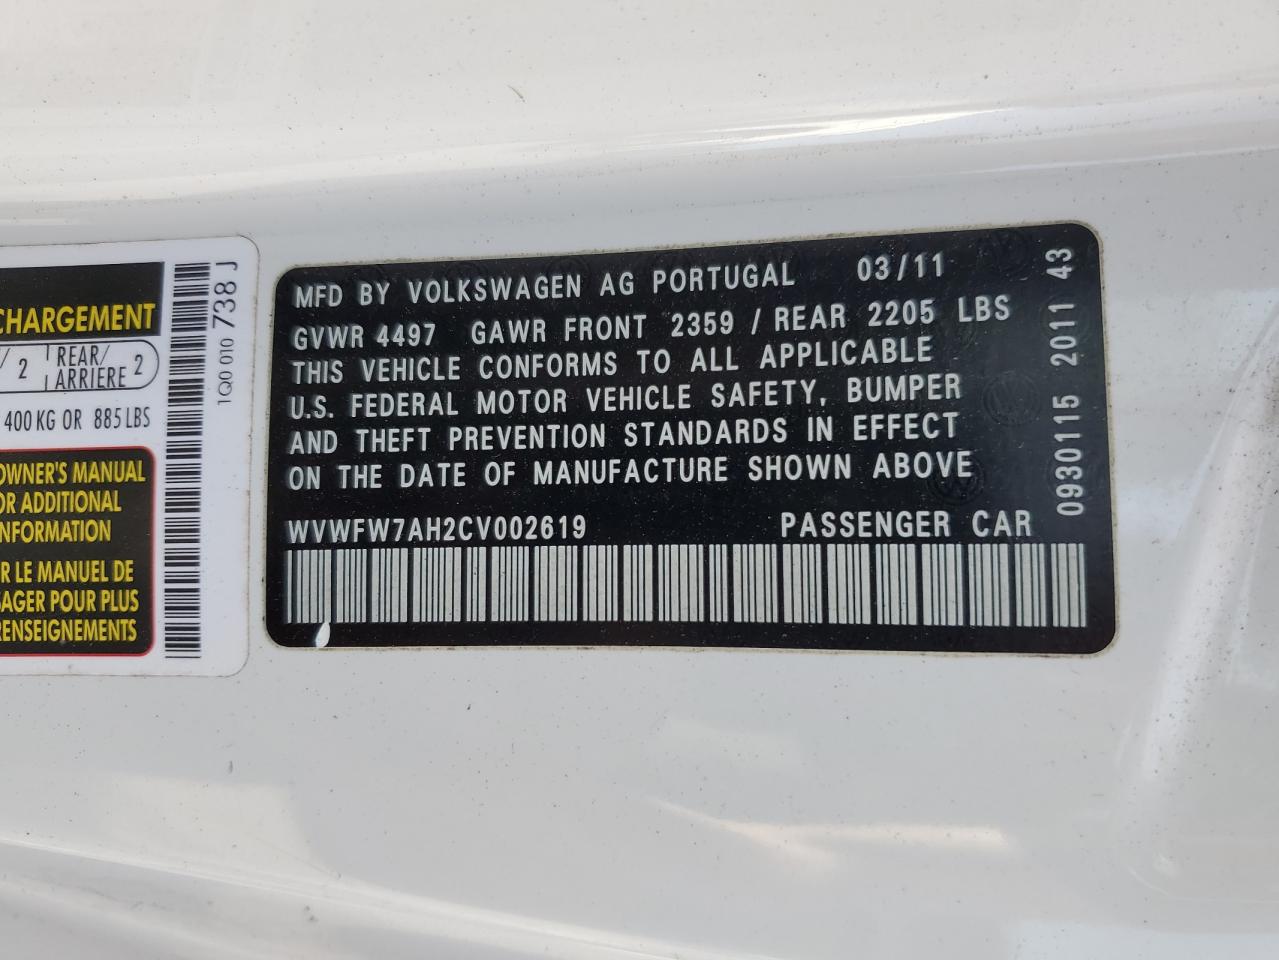 CHARGEMENT
/ 2 REAR/ ARRIERE 2
400 KG OR 885 LBS
OWNER'S MANUAL
OR ADDITIONAL
INFORMATION
R LE MANUEL DE
SAGER POUR PLUS
RENSEIGNEMENTS
1Q0 010 738 J
MFD BY VOLKSWAGEN AG PORTUGAL 03/11
GVWR 4497 GAWR FRONT 2359 / REAR 2205 LBS
THIS VEHICLE CONFORMS TO ALL APPLICABLE
U.S. FEDERAL MOTOR VEHICLE SAFETY, BUMPER
AND THEFT PREVENTION STANDARDS IN EFFECT
ON THE DATE OF MANUFACTURE SHOWN ABOVE
WVWFW7AH2CV002619 PASSENGER CAR
0930115 2011 43